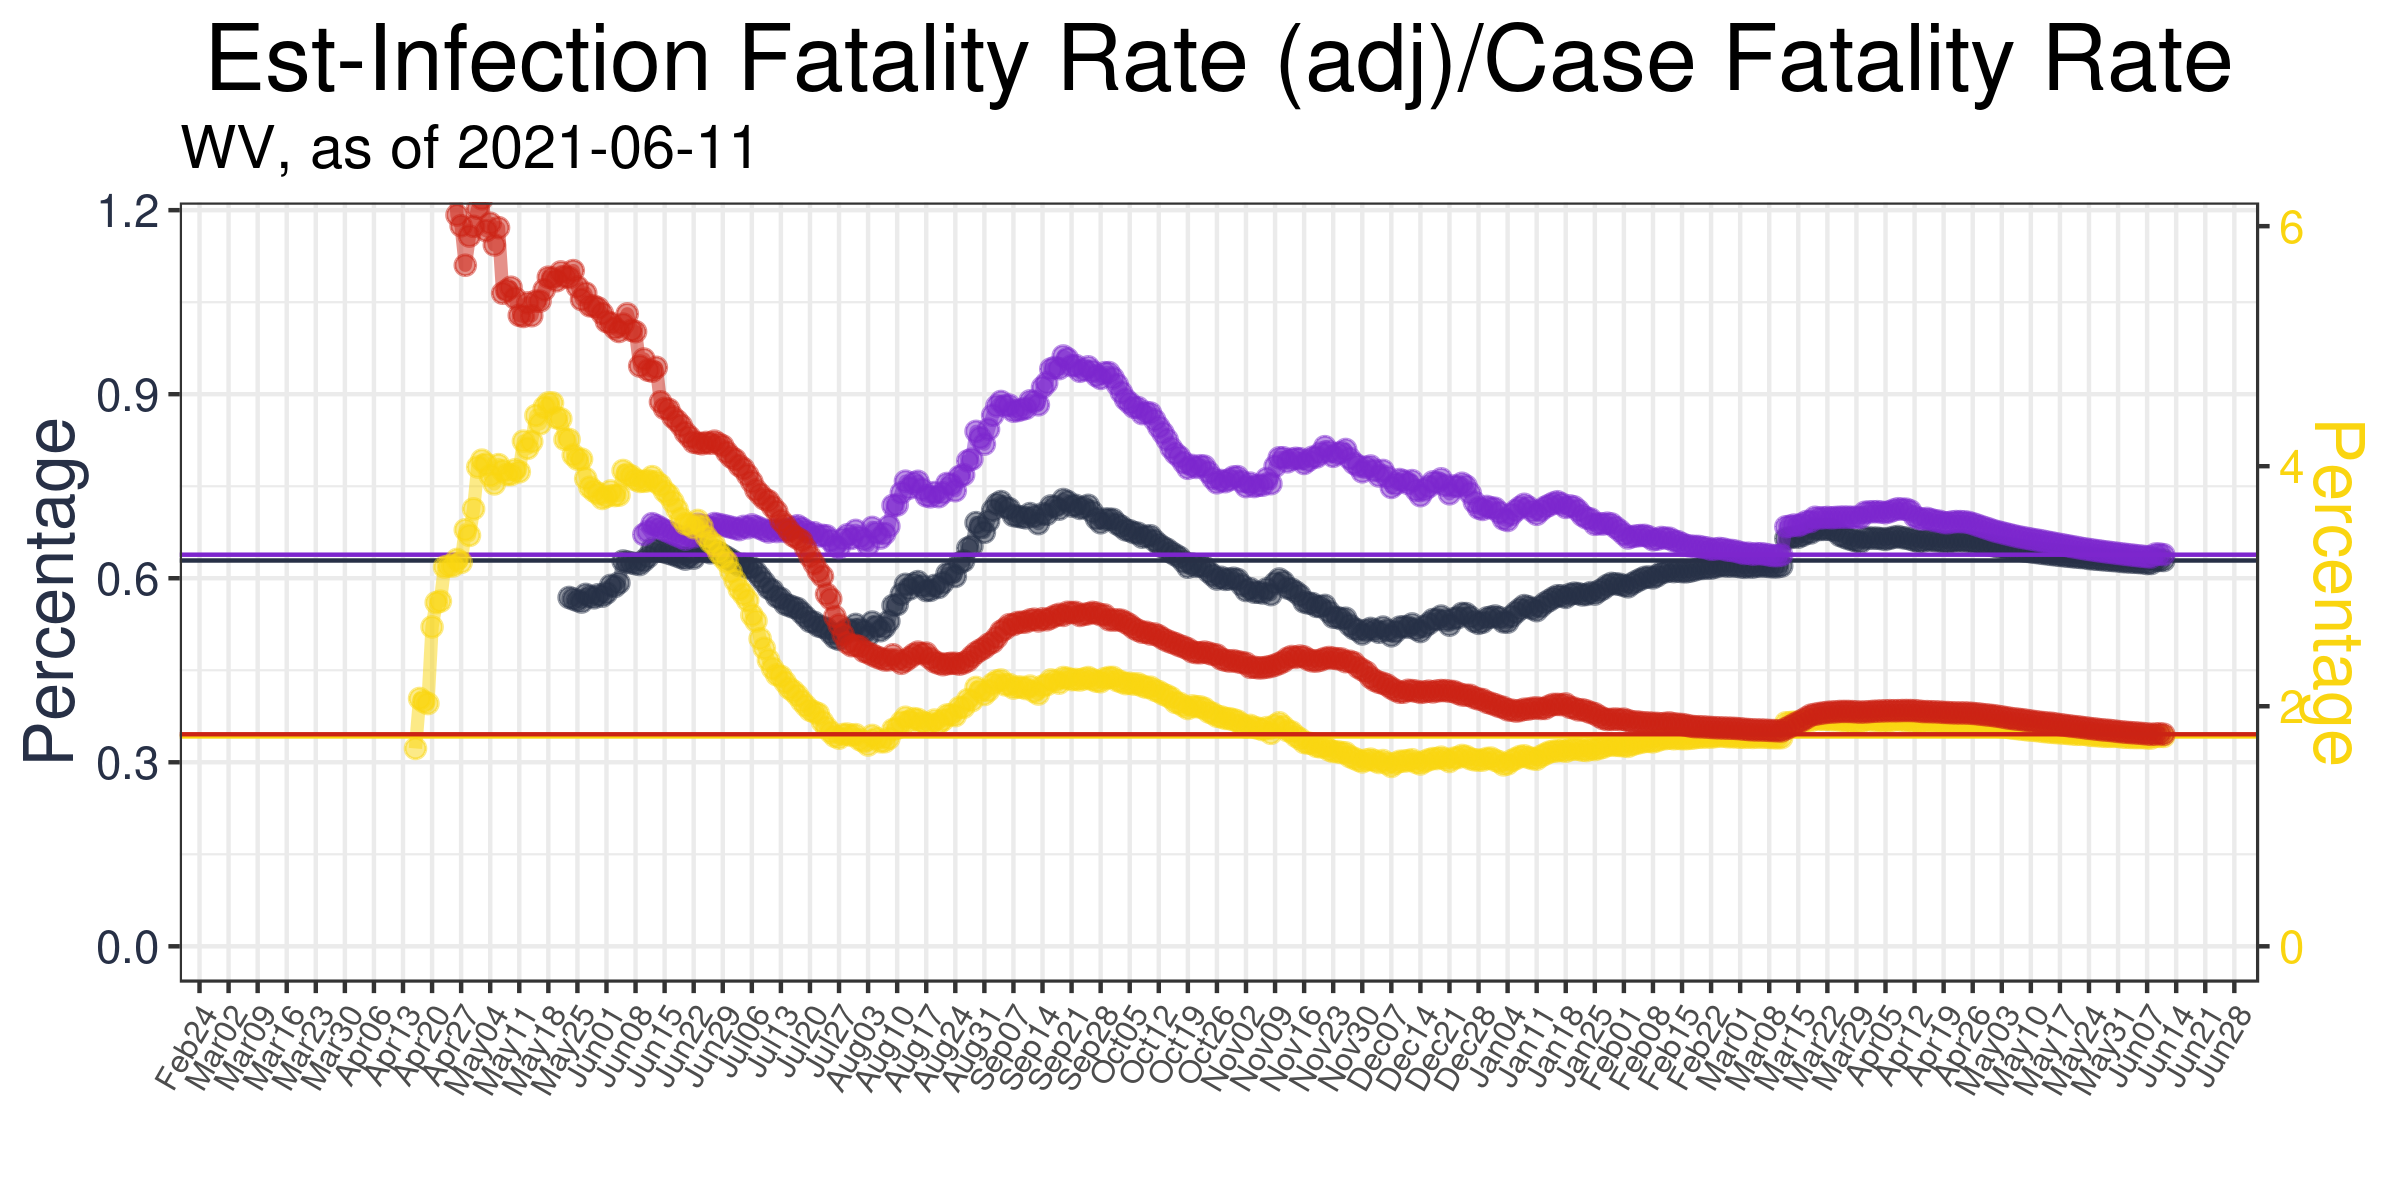 Est-Infection Fatality Rate (adj)/Case Fatality Rate
WV, as of 2021-06-11
Percentage
1.2
0.9
0.6
0.3
0.0
6
4
2
0
Percentage
Feb24
Mar02
Mar09
Mar16
Mar23
Mar30
Apr06
Apr13
Apr20
Apr27
May04
May11
May18
May25
Jun01
Jun08
Jun15
Jun22
Jun29
Jul06
Jul13
Jul20
Jul27
Aug03
Aug10
Aug17
Aug24
Aug31
Sep07
Sep14
Sep21
Sep28
Oct05
Oct12
Oct19
Oct26
Nov02
Nov09
Nov16
Nov23
Nov30
Dec07
Dec14
Dec21
Dec28
Jan04
Jan11
Jan18
Jan25
Feb01
Feb08
Feb15
Feb22
Mar01
Mar08
Mar15
Mar22
Mar29
Apr05
Apr12
Apr19
Apr26
May03
May10
May17
May24
May31
Jun07
Jun14
Jun21
Jun28